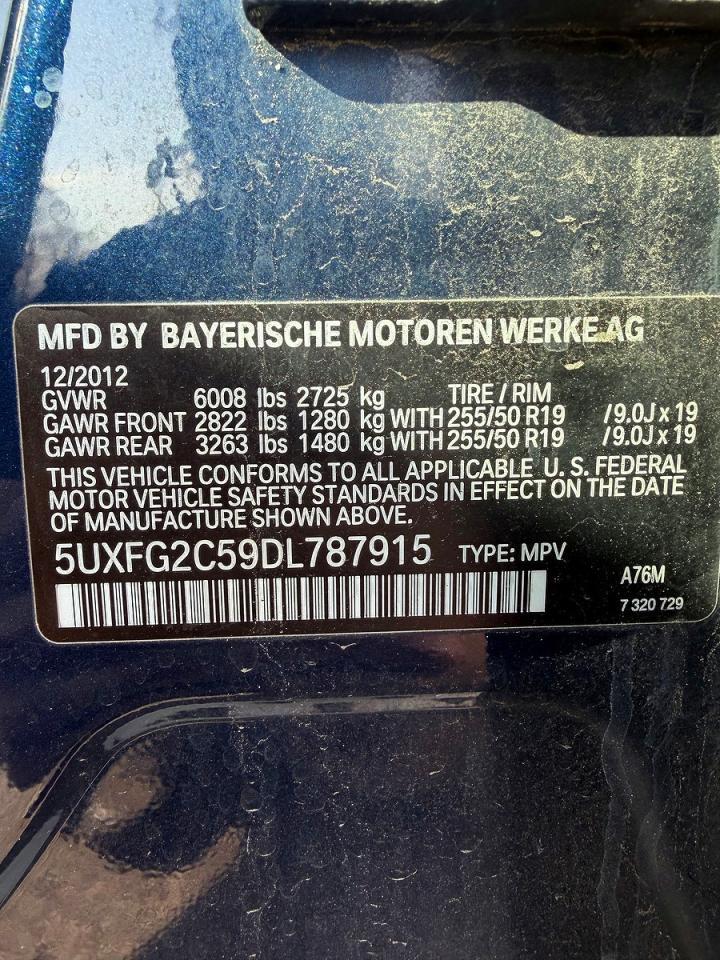 MFD BY BAYERISCHE MOTOREN WERKE AG
12/2012
GVWR 6008 lbs 2725 kg TIRE / RIM
GAWR FRONT 2822 lbs 1280 kg WITH 255/50 R19 /9.0J x 19
GAWR REAR 3263 lbs 1480 kg WITH 255/50 R19 /9.0J x 19
THIS VEHICLE CONFORMS TO ALL APPLICABLE U. S. FEDERAL
MOTOR VEHICLE SAFETY STANDARDS IN EFFECT ON THE DATE
OF MANUFACTURE SHOWN ABOVE.
5UXFG2C59DL787915 TYPE: MPV
A76M
7 320 729